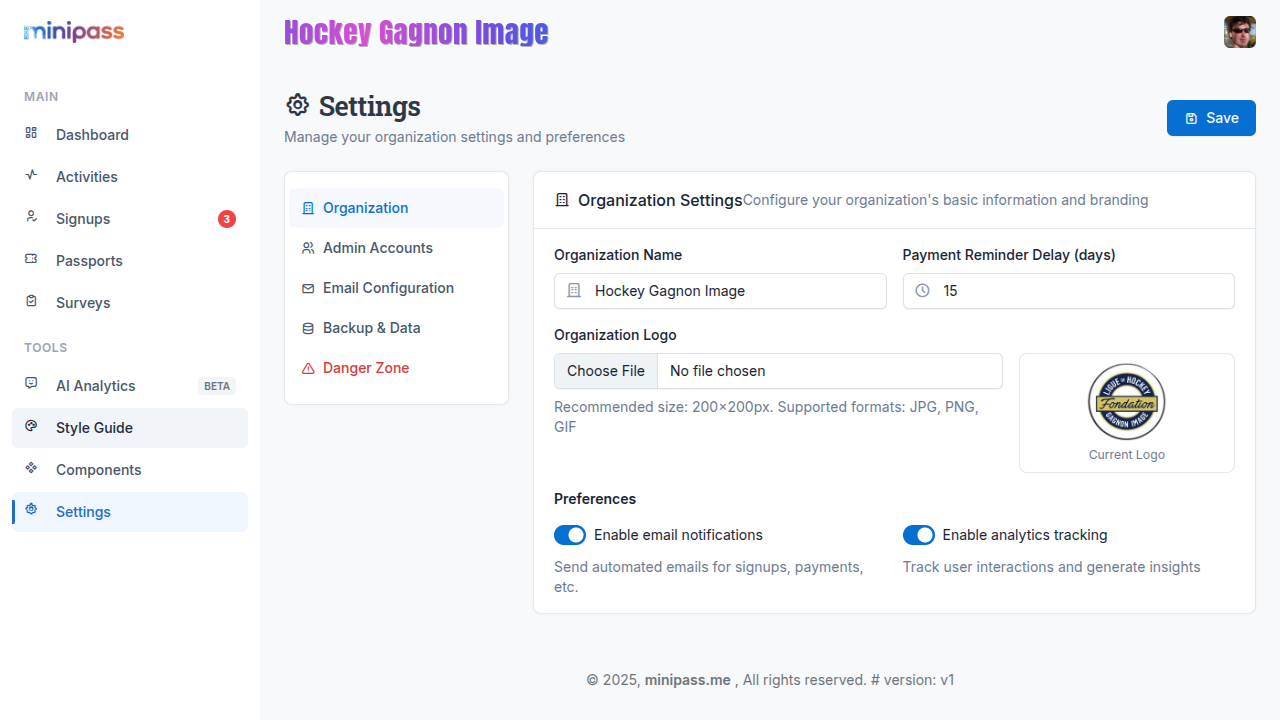 minipass
Hockey Gagnon Image
MAIN
Dashboard
Activities
Signups 3
Passports
Surveys
TOOLS
AI Analytics BETA
Style Guide
Components
Settings
Settings
Manage your organization settings and preferences
Save
Organization
Admin Accounts
Email Configuration
Backup & Data
Danger Zone
Organization Settings Configure your organization's basic information and branding
Organization Name
Hockey Gagnon Image
Payment Reminder Delay (days)
15
Organization Logo
Choose File No file chosen
Recommended size: 200×200px. Supported formats: JPG, PNG,
GIF
LIGUE DE HOCKEY
Fondation
GAGNON IMAGE
Current Logo
Preferences
Enable email notifications
Send automated emails for signups, payments,
etc.
Enable analytics tracking
Track user interactions and generate insights
© 2025, minipass.me , All rights reserved. # version: v1